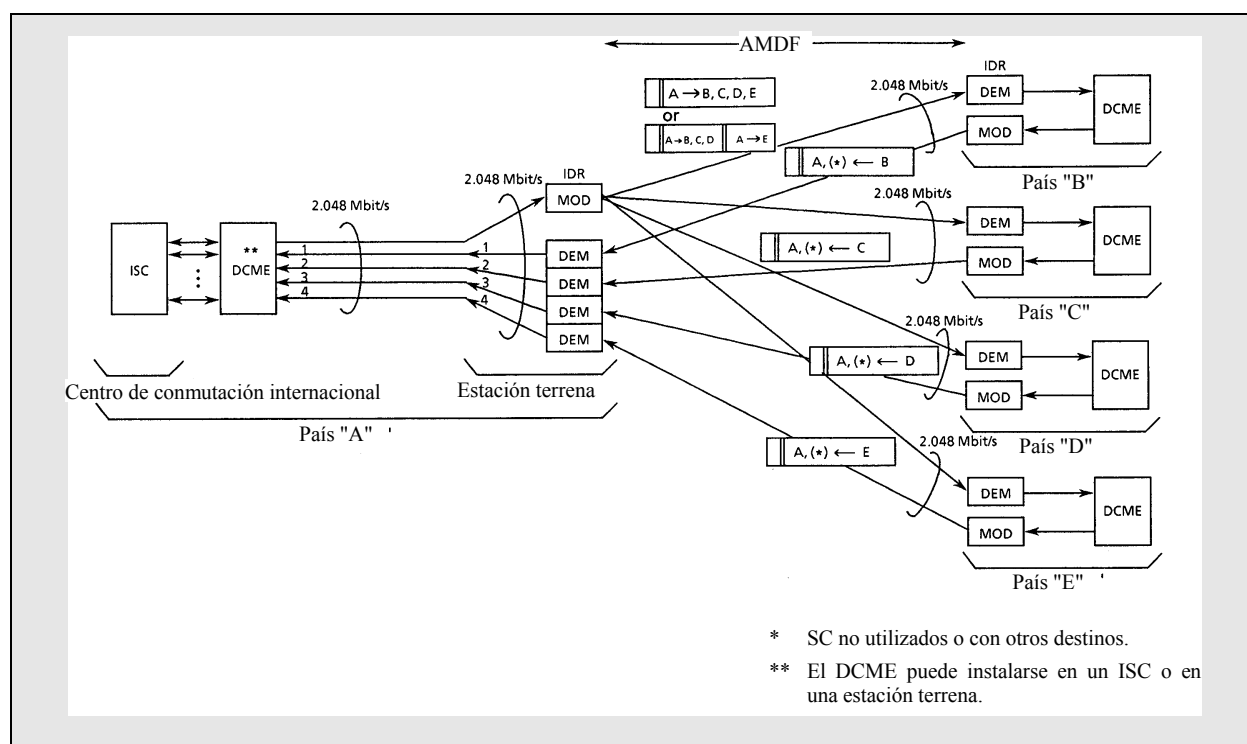 AMDF
IDR
A → B, C, D, E
or
A→B, C, D A → E
2.048 Mbit/s
DEM
MOD
DCME
País "B"
A, (*) ← B
IDR
MOD
2.048 Mbit/s
2.048 Mbit/s
ISC
**
DCME
1
2
3
4
1
2
3
4
DEM
DEM
DEM
DEM
2.048 Mbit/s
A, (*) ← C
DEM
MOD
DCME
País "C"
2.048 Mbit/s
A, (*) ← D
DEM
MOD
DCME
País "D"
Centro de conmutación internacional
Estación terrena
País "A"
A, (*) ← E
2.048 Mbit/s
DEM
MOD
DCME
País "E"
* SC no utilizados o con otros destinos.
** El DCME puede instalarse en un ISC o en
una estación terrena.